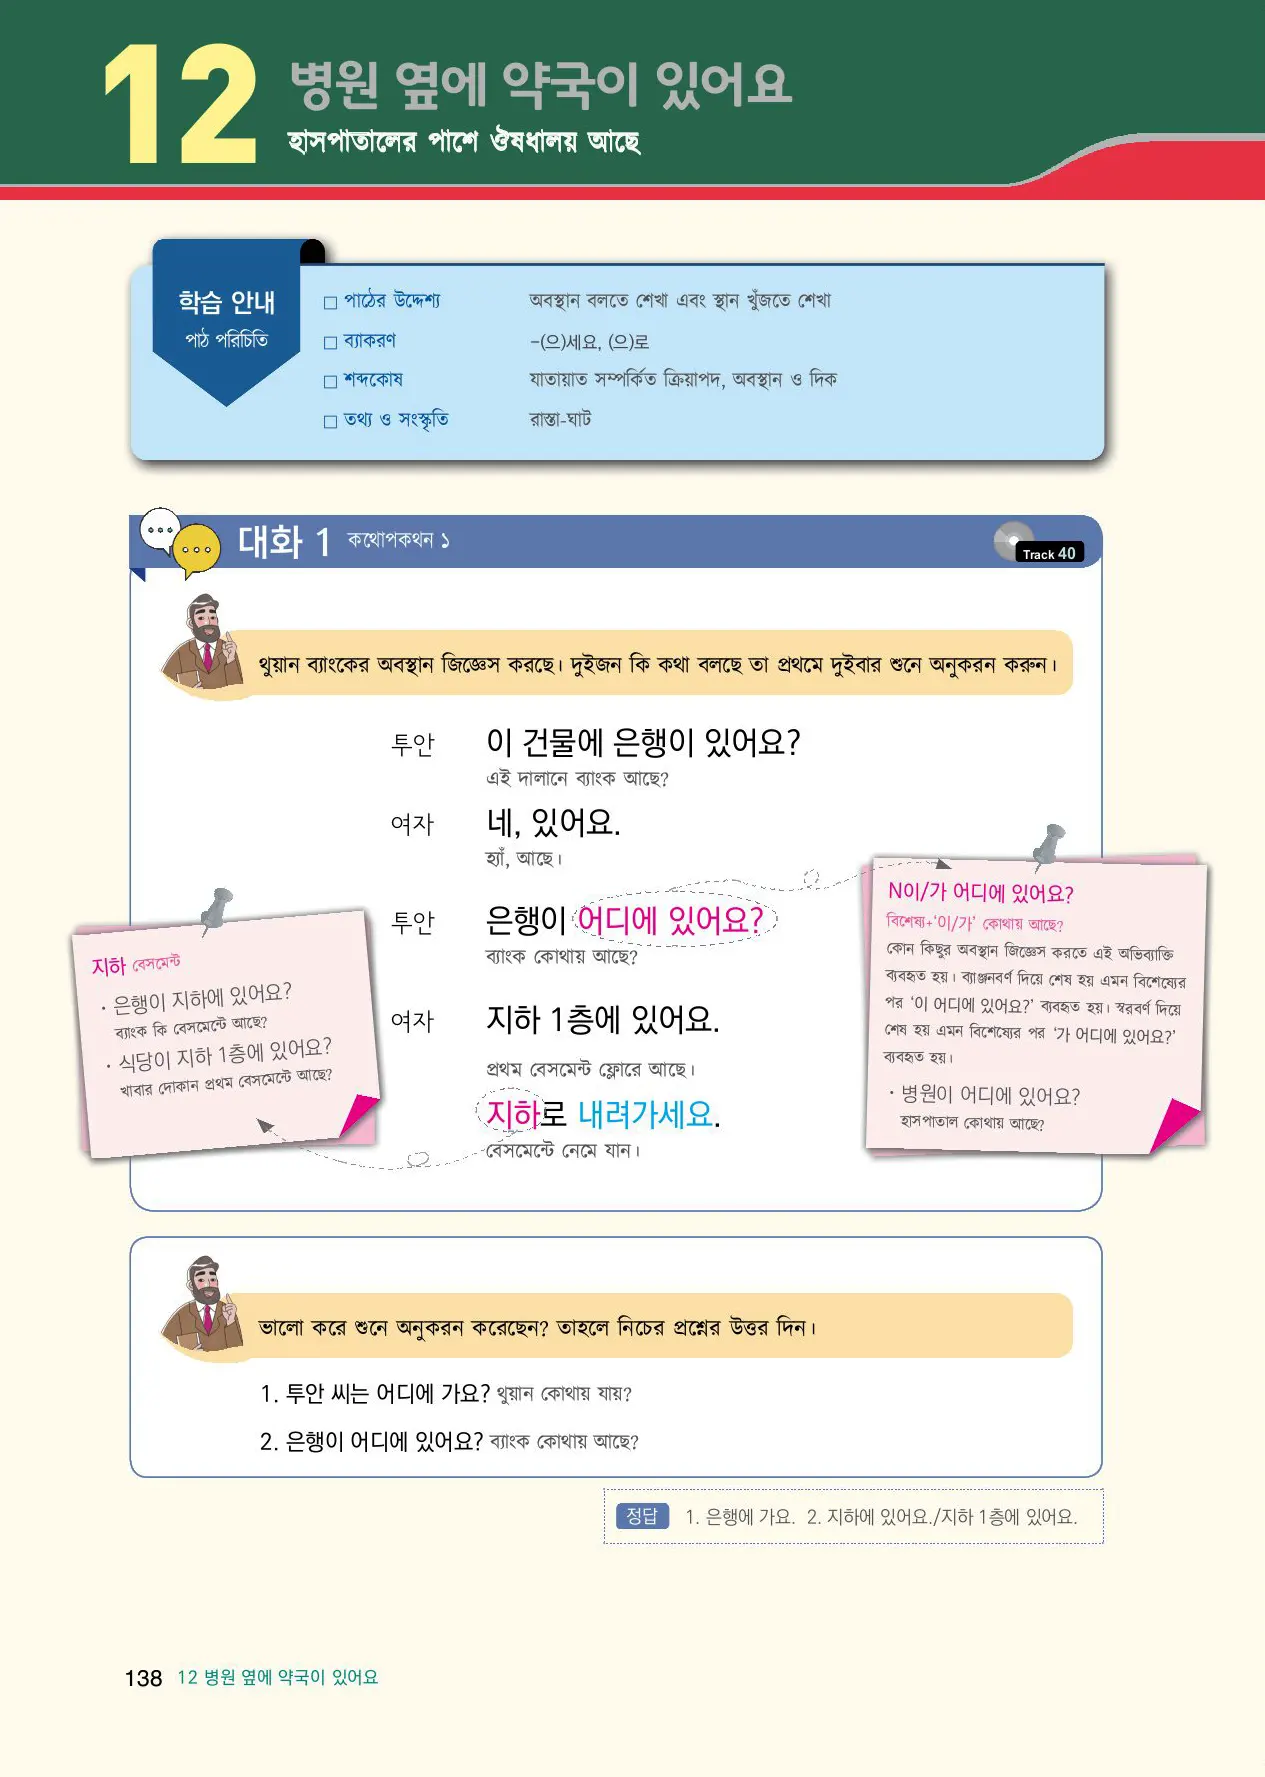 12
병원 옆에 약국이 있어요
হাসপাতালের পাশে ঔষধালয় আছে
학습 안내
পাঠ পরিচিতি
□ পাঠের উদ্দেশ্য অবস্থান বলতে শেখা এবং স্থান খুঁজতে শেখা
□ ব্যাকরণ -(으)세요, (으)로
□ শব্দকোষ যাতায়াত সম্পর্কিত ক্রিয়াপদ, অবস্থান ও দিক
□ তথ্য ও সংস্কৃতি রাস্তা-ঘাট
대화 1 কথোপকথন ১
Track 40
থুয়ান ব্যাংকের অবস্থান জিজ্ঞেস করছে। দুইজন কি কথা বলছে তা প্রথমে দুইবার শুনে অনুকরন করুন।
투안 이 건물에 은행이 있어요?
এই দালানে ব্যাংক আছে?
여자 네, 있어요.
হ্যাঁ, আছে।
투안 은행이 어디에 있어요?
ব্যাংক কোথায় আছে?
여자 지하 1층에 있어요.
প্রথম বেসমেন্ট ফ্লোরে আছে।
지하로 내려가세요.
বেসমেন্টে নেমে যান।
지하 বেসমেন্ট
· 은행이 지하에 있어요?
ব্যাংক কি বেসমেন্টে আছে?
· 식당이 지하 1층에 있어요?
খাবার দোকান প্রথম বেসমেন্টে আছে?
N이/가 어디에 있어요?
বিশেষ্য+‘이/가’ কোথায় আছে?
কোন কিছুর অবস্থান জিজ্ঞেস করতে এই অভিব্যাক্তি
ব্যবহৃত হয়। ব্যাঞ্জনবর্ণ দিয়ে শেষ হয় এমন বিশেষ্যের
পর ‘이 어디에 있어요?’ ব্যবহৃত হয়। স্বরবর্ণ দিয়ে
শেষ হয় এমন বিশেষ্যের পর ‘가 어디에 있어요?’
ব্যবহৃত হয়।
· 병원이 어디에 있어요?
হাসপাতাল কোথায় আছে?
ভালো করে শুনে অনুকরন করেছেন? তাহলে নিচের প্রশ্নের উত্তর দিন।
1. 투안 씨는 어디에 가요? থুয়ান কোথায় যায়?
2. 은행이 어디에 있어요? ব্যাংক কোথায় আছে?
정답 1. 은행에 가요. 2. 지하에 있어요./지하 1층에 있어요.
138 12 병원 옆에 약국이 있어요